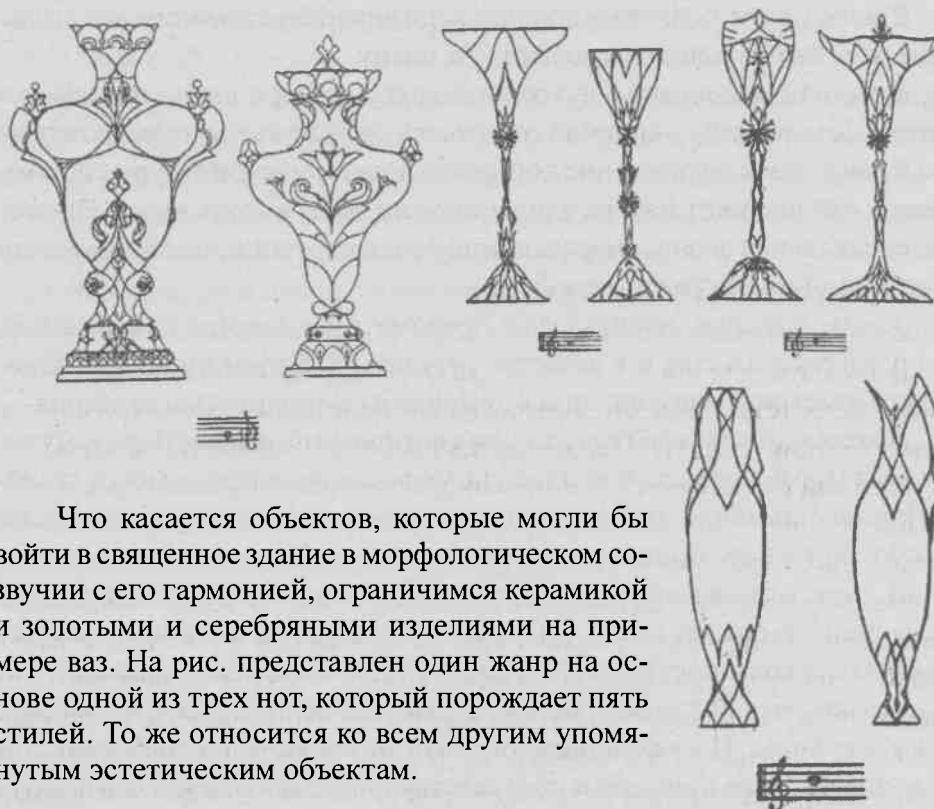 Что касается объектов, которые могли бы
войти в священное здание в морфологическом со-
звучии с его гармонией, ограничимся керамикой
и золотыми и серебряными изделиями на при-
мере ваз. На рис. представлен один жанр на ос-
нове одной из трех нот, который порождает пять
стилей. То же относится ко всем другим упомя-
нутым эстетическим объектам.